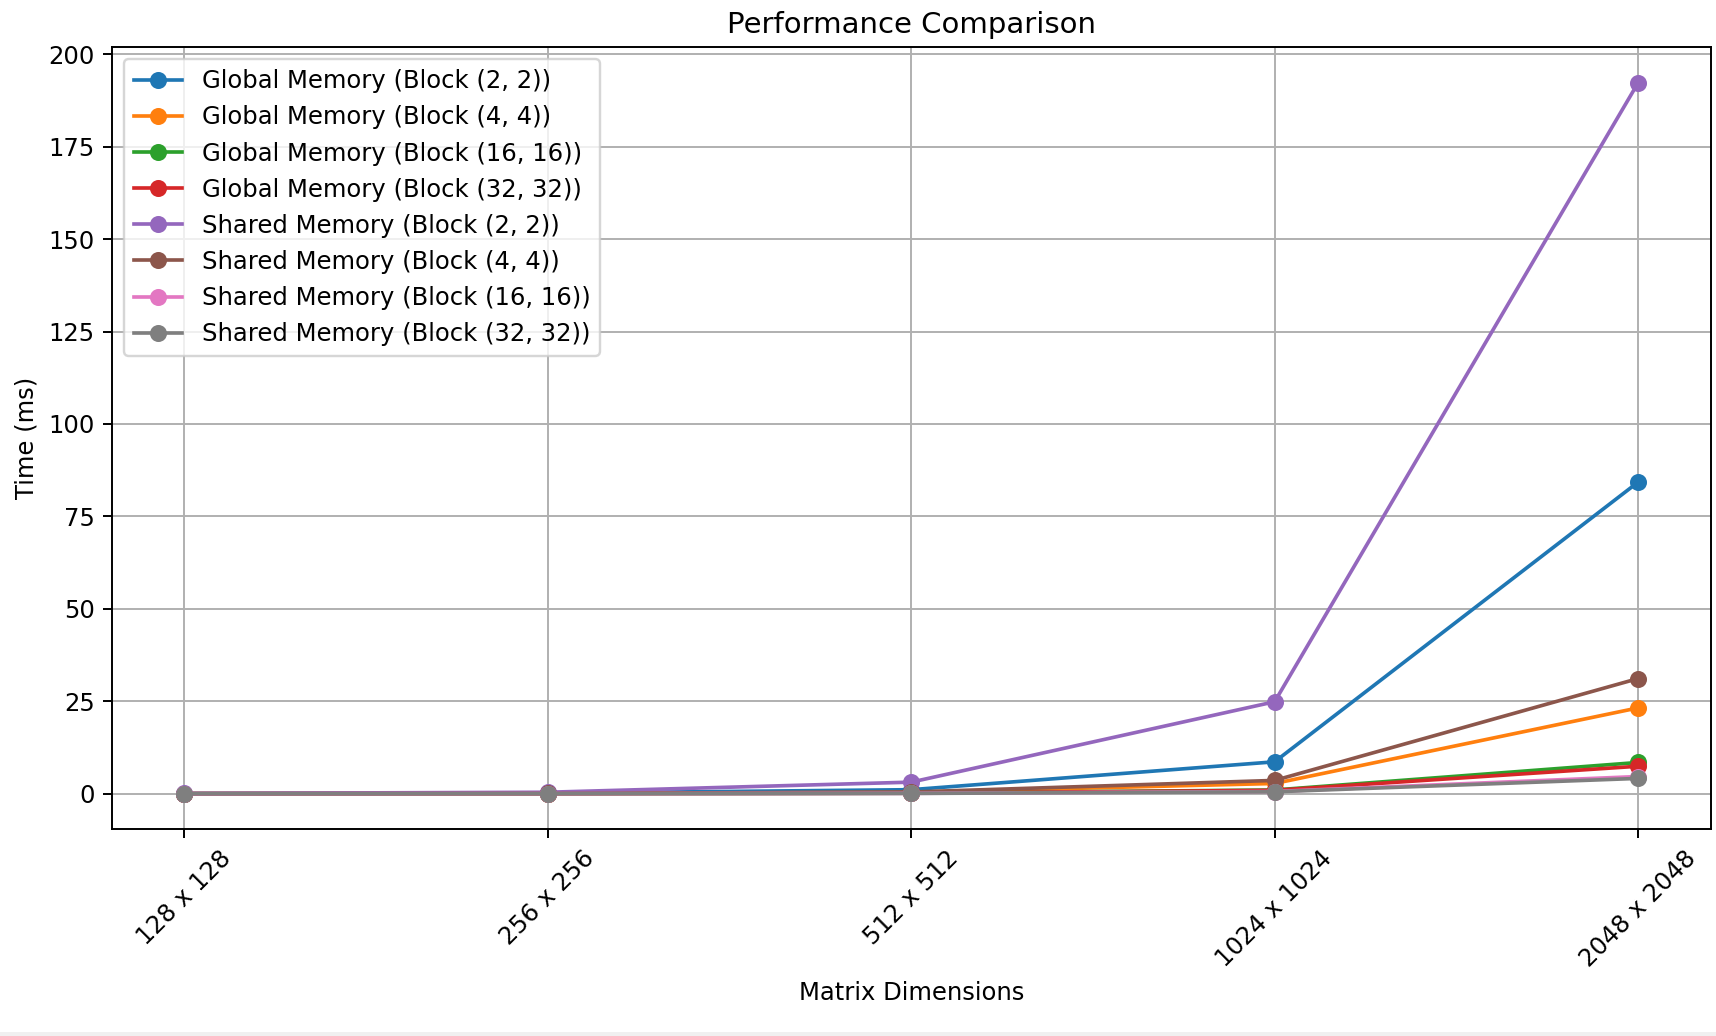 Performance Comparison
200
175
150
125
100
75
50
25
0
Time (ms)
Global Memory (Block (2, 2))
Global Memory (Block (4, 4))
Global Memory (Block (16, 16))
Global Memory (Block (32, 32))
Shared Memory (Block (2, 2))
Shared Memory (Block (4, 4))
Shared Memory (Block (16, 16))
Shared Memory (Block (32, 32))
128 x 128
256 x 256
512 x 512
1024 x 1024
2048 x 2048
Matrix Dimensions